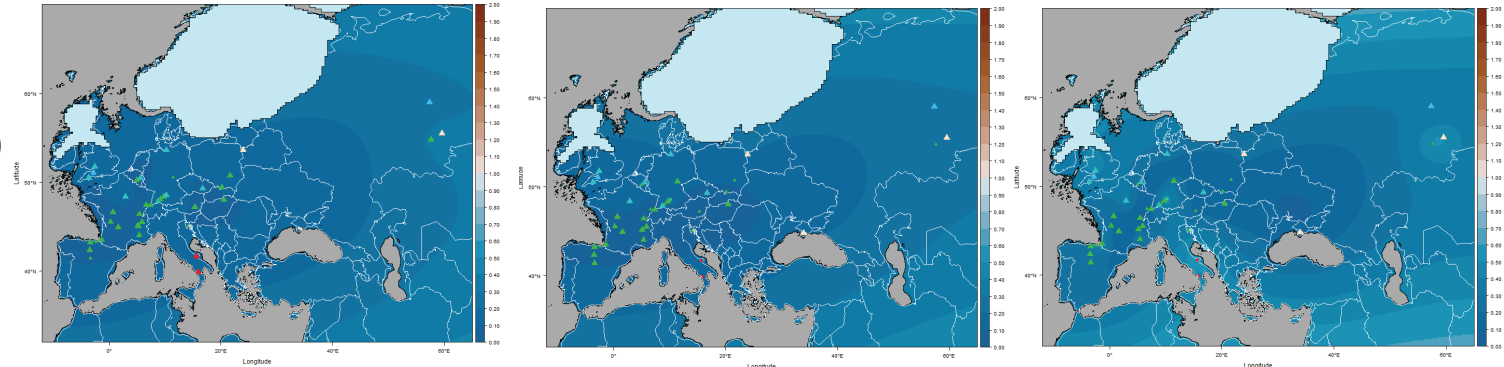 2.00
1.90
1.80
1.70
1.60
1.50
1.40
1.30
1.20
1.10
1.00
0.90
0.80
0.70
0.60
0.50
0.40
0.30
0.20
0.10
0.00
60°N
50°N
40°N
Latitude
0°
20°E
40°E
60°E
Longitude
2.00
1.90
1.80
1.70
1.60
1.50
1.40
1.30
1.20
1.10
1.00
0.90
0.80
0.70
0.60
0.50
0.40
0.30
0.20
0.10
0.00
60°N
50°N
40°N
Latitude
0°
20°E
40°E
60°E
Longitude
2.00
1.90
1.80
1.70
1.60
1.50
1.40
1.30
1.20
1.10
1.00
0.90
0.80
0.70
0.60
0.50
0.40
0.30
0.20
0.10
0.00
60°N
50°N
40°N
Latitude
0°
20°E
40°E
60°E
Longitude